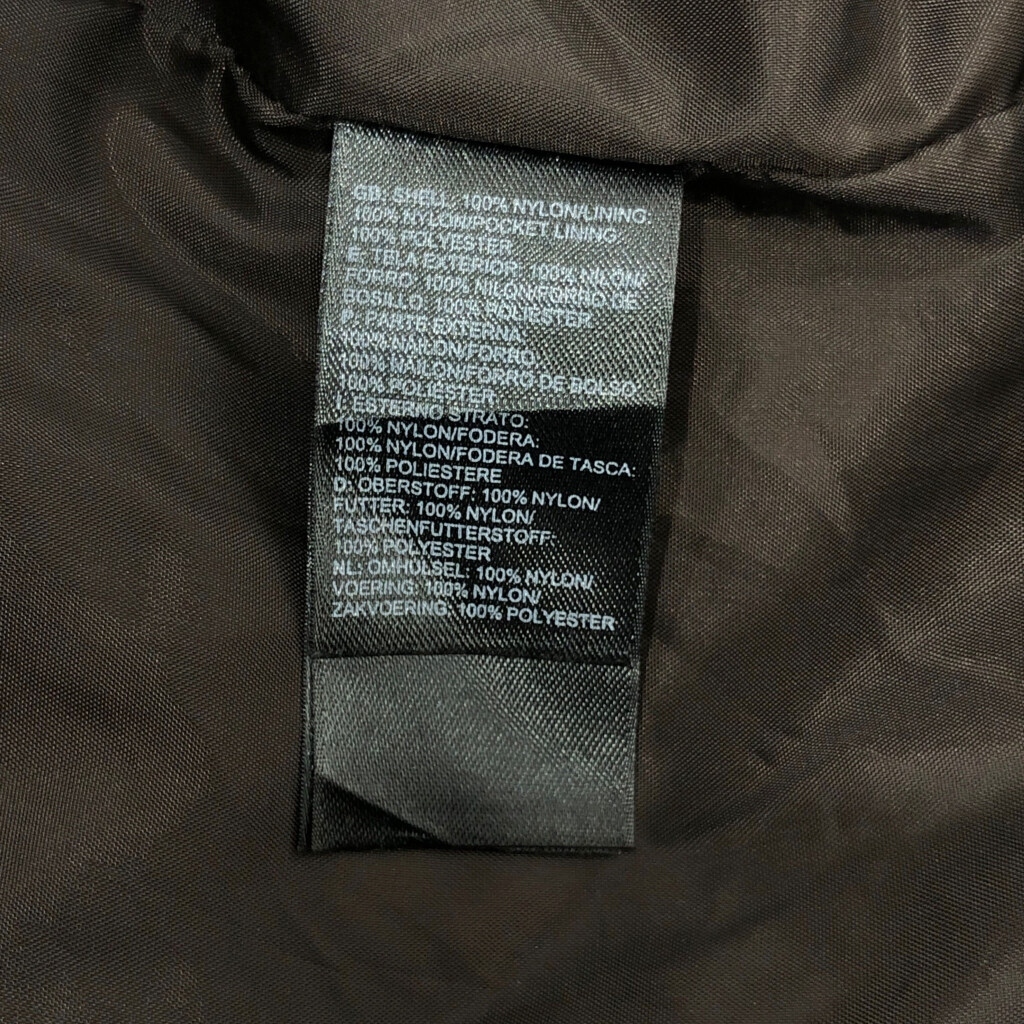 GB: SHELL: 100% NYLON/LINING:
100% NYLON/POCKET LINING:
100% POLYESTER
E: TELA EXTERIOR: 100% NILON/
FORRO: 100% NILON/FORRO DE
BOSILLO: 100% POLIESTER
P: PARTE EXTERNA:
100% NAILON/FORRO:
100% NAILON/FORRO DE BOLSO:
100% POLIESTER
I: ESTERNO STRATO:
100% NYLON/FODERA:
100% NYLON/FODERA DE TASCA:
100% POLIESTERE
D: OBERSTOFF: 100% NYLON/
FUTTER: 100% NYLON/
TASCHENFUTTERSTOFF:
100% POLYESTER
NL: OMHULSEL: 100% NYLON/
VOERING: 100% NYLON/
ZAKVOERING: 100% POLYESTER